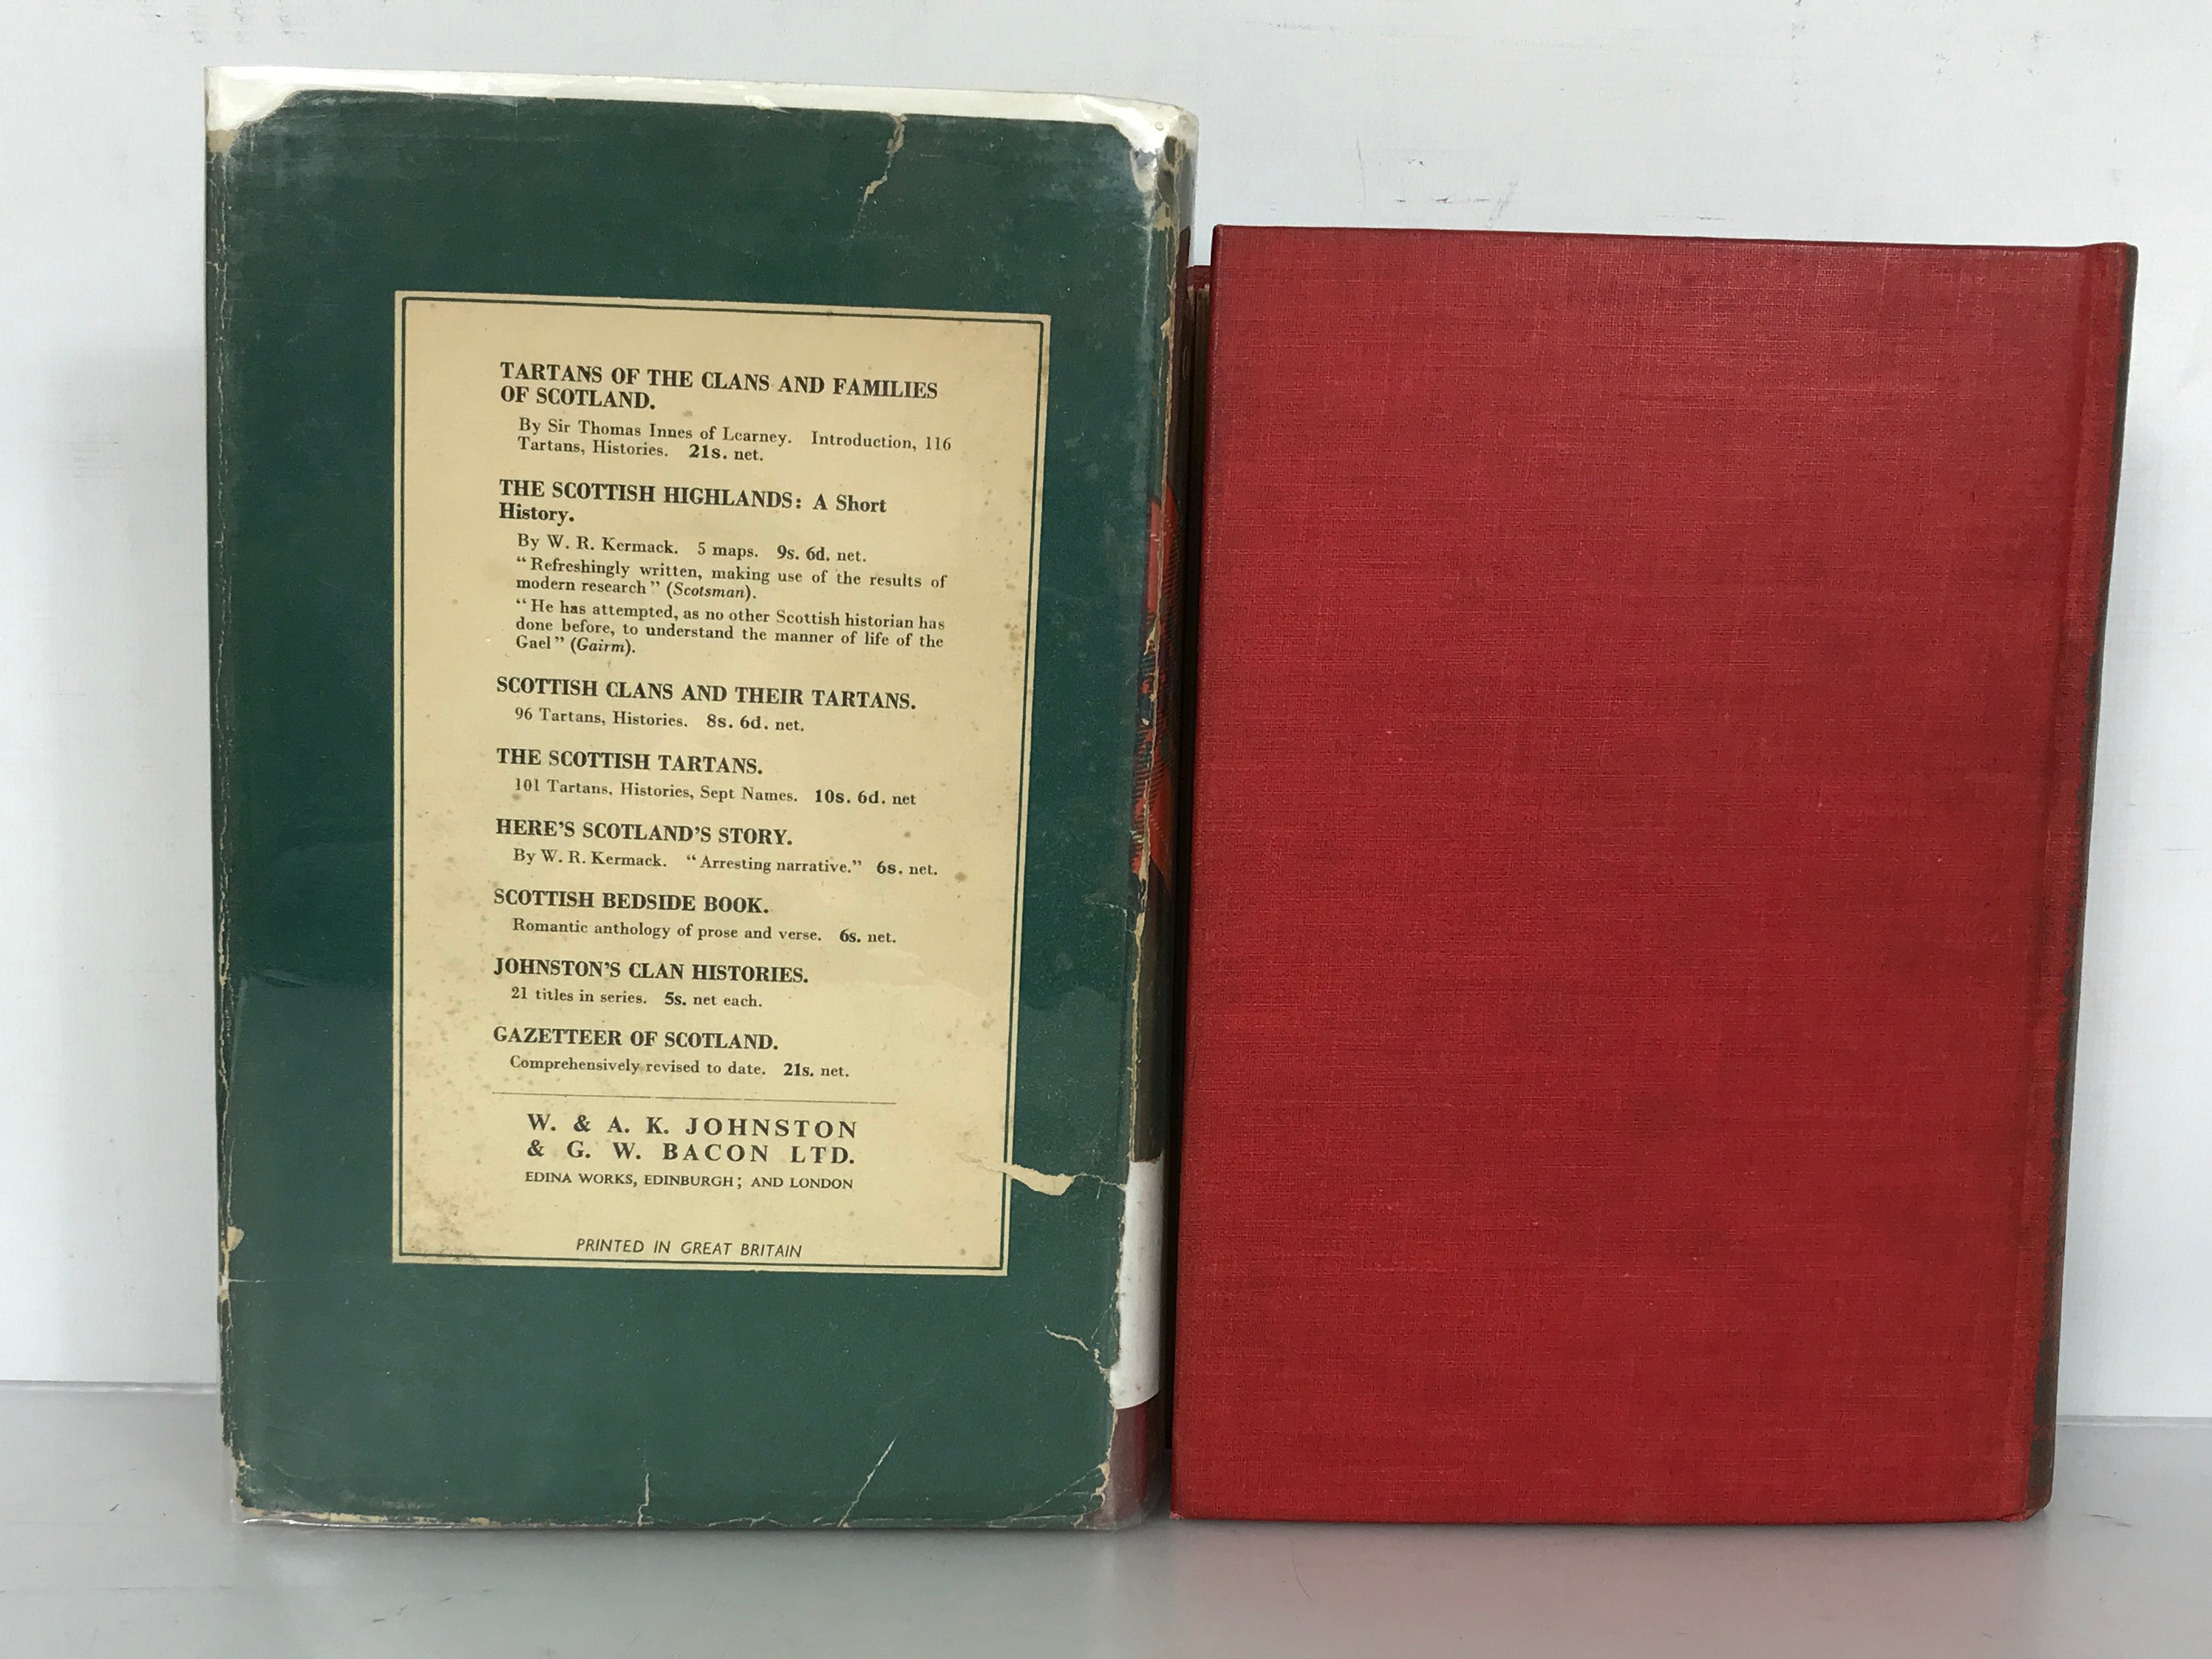 TARTANS OF THE CLANS AND FAMILIES
OF SCOTLAND.
By Sir Thomas Innes of Learney. Introduction, 116
Tartans, Histories. 21s. net.
THE SCOTTISH HIGHLANDS: A Short
History.
By W. R. Kermack. 5 maps. 9s. 6d. net.
“Refreshingly written, making use of the results of
modern research” (Scotsman).
“He has attempted, as no other Scottish historian has
done before, to understand the manner of life of the
Gael” (Gairm).
SCOTTISH CLANS AND THEIR TARTANS.
96 Tartans, Histories. 8s. 6d. net.
THE SCOTTISH TARTANS.
101 Tartans, Histories, Sept Names. 10s. 6d. net
HERE'S SCOTLAND'S STORY.
By W. R. Kermack. “Arresting narrative.” 6s. net.
SCOTTISH BEDSIDE BOOK.
Romantic anthology of prose and verse. 6s. net.
JOHNSTON'S CLAN HISTORIES.
21 titles in series. 5s. net each.
GAZETTEER OF SCOTLAND.
Comprehensively revised to date. 21s. net.
W. & A. K. JOHNSTON
& G. W. BACON LTD.
EDINA WORKS, EDINBURGH; AND LONDON
PRINTED IN GREAT BRITAIN